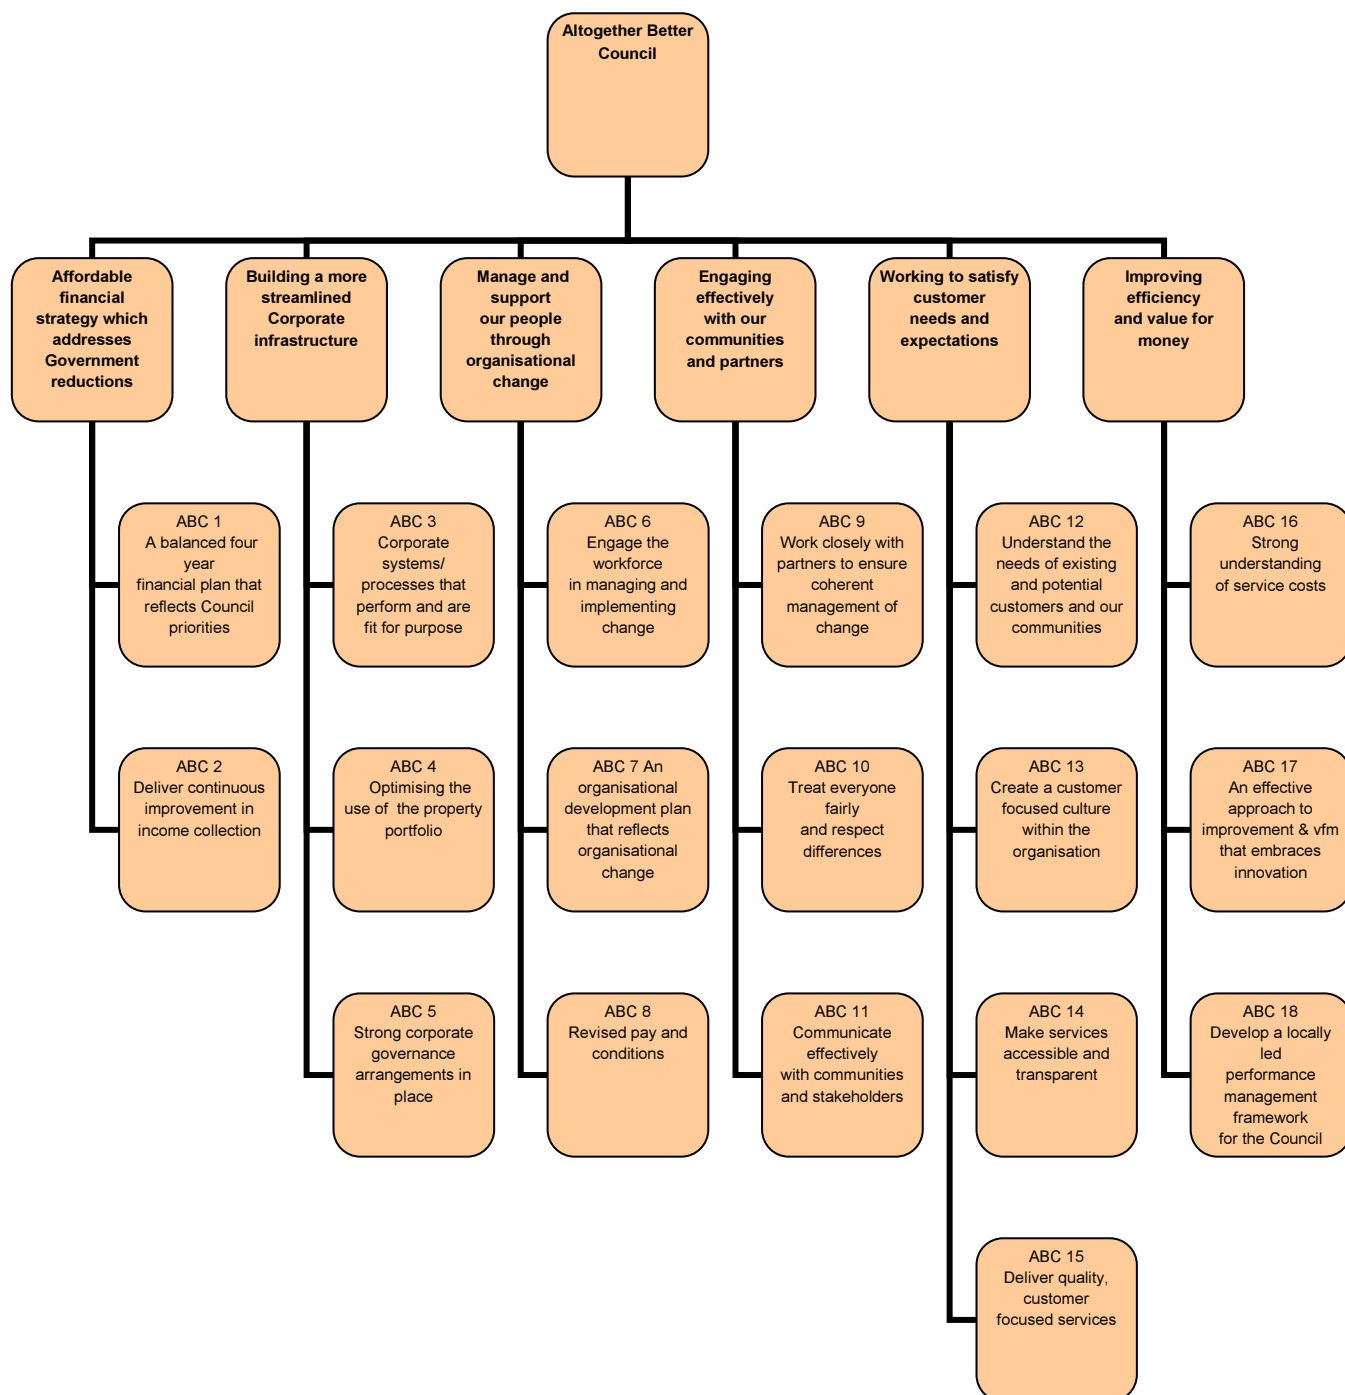 Altogether Better
Council
Affordable
financial
strategy which
addresses
Government
reductions
Building a more
streamlined
Corporate
infrastructure
Manage and
support
our people
through
organisational
change
Engaging
effectively
with our
communities
and partners
Working to satisfy
customer
needs and
expectations
Improving
efficiency
and value for
money
ABC 1
A balanced four
year
financial plan that
reflects Council
priorities
ABC 3
Corporate
systems/
processes that
perform and are
fit for purpose
ABC 6
Engage the
workforce
in managing and
implementing
change
ABC 9
Work closely with
partners to ensure
coherent
management of
change
ABC 12
Understand the
needs of existing
and potential
customers and our
communities
ABC 16
Strong
understanding
of service costs
ABC 2
Deliver continuous
improvement in
income collection
ABC 4
Optimising the
use of the property
portfolio
ABC 7 An
organisational
development plan
that reflects
organisational
change
ABC 10
Treat everyone
fairly
and respect
differences
ABC 13
Create a customer
focused culture
within the
organisation
ABC 17
An effective
approach to
improvement & vfm
that embraces
innovation
ABC 5
Strong corporate
governance
arrangements in
place
ABC 8
Revised pay and
conditions
ABC 11
Communicate
effectively
with communities
and stakeholders
ABC 14
Make services
accessible and
transparent
ABC 18
Develop a locally
led
performance
management
framework
for the Council
ABC 15
Deliver quality,
customer
focused services